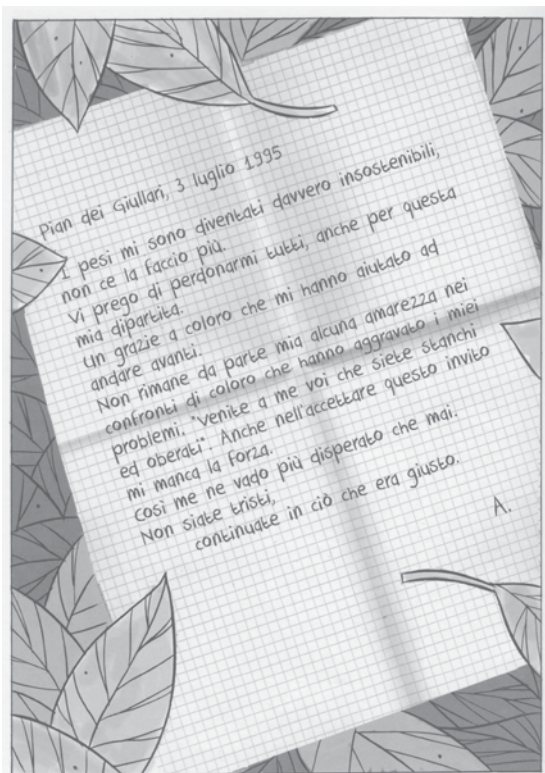 Pian dei Giullari, 3 luglio 1995
I pesi mi sono diventati davvero insostenibili,
non ce la faccio più.
Vi prego di perdonarmi tutti, anche per questa
mia dipartita.
Un grazie a coloro che mi hanno aiutato ad
andare avanti.
Non rimane da parte mia alcuna amarezza nei
confronti di coloro che hanno aggravato i miei
problemi. "Venite a me voi che siete stanchi
ed oberati". Anche nell'accettare questo invito
mi manca la forza.
Così me ne vado più disperato che mai.
Non siate tristi,
continuate in ciò che era giusto.
A.